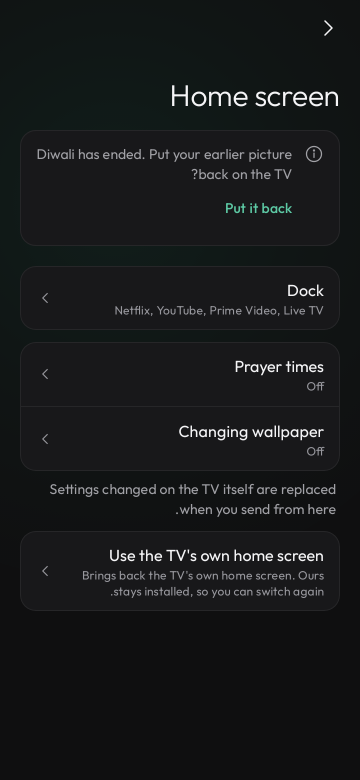 Home screen
Diwali has ended. Put your earlier picture
back on the TV?
Put it back
Dock
Netflix, YouTube, Prime Video, Live TV
Prayer times
Off
Changing wallpaper
Off
Settings changed on the TV itself are replaced
when you send from here.
Use the TV's own home screen
Brings back the TV's own home screen. Ours
stays installed, so you can switch again.